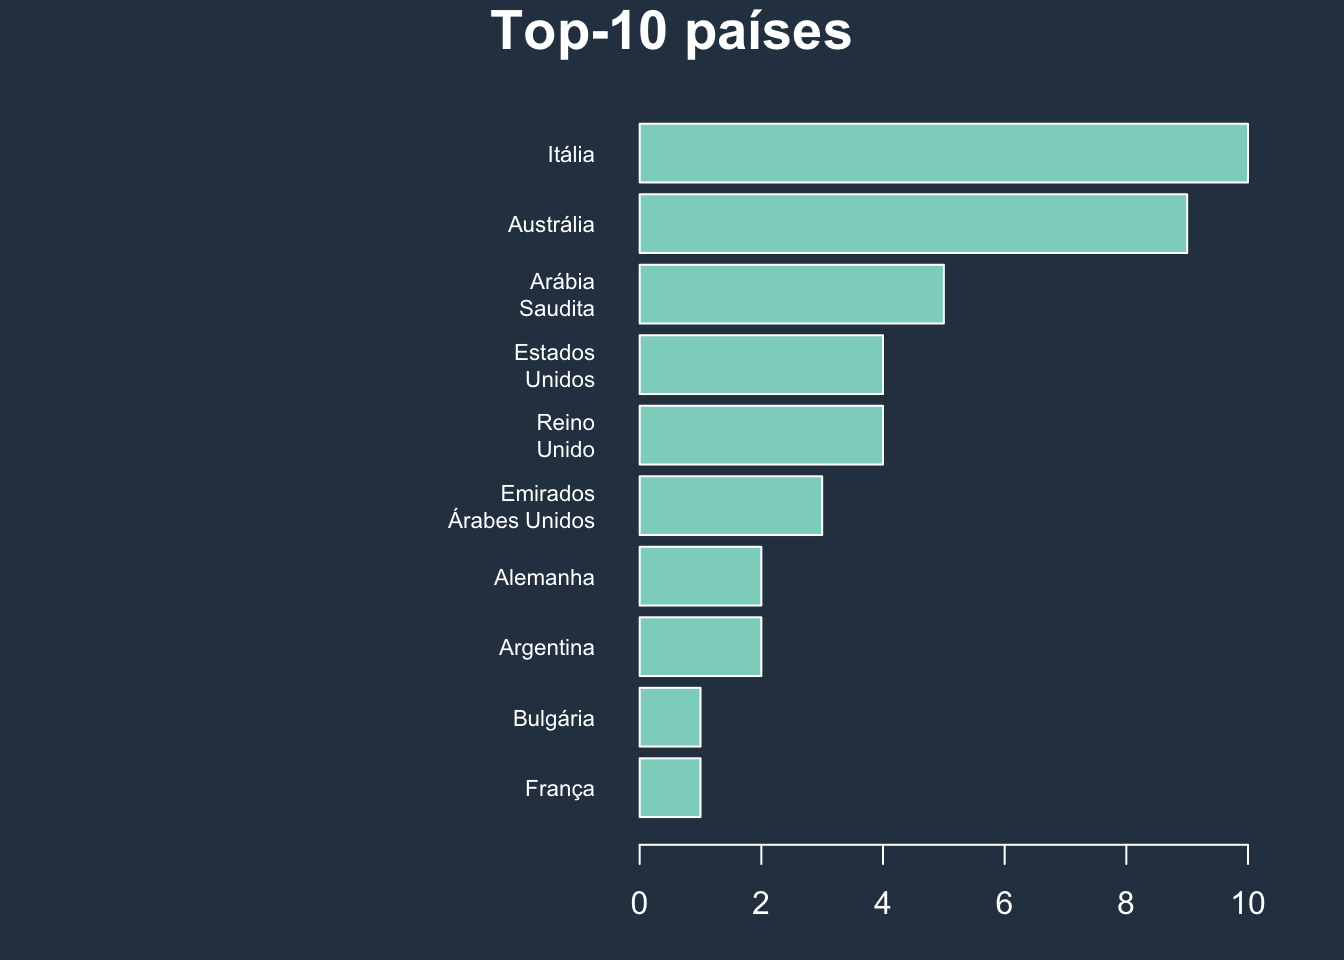 Top-10 países
Itália
Austrália
Arábia
Saudita
Estados
Unidos
Reino
Unido
Emirados
Árabes Unidos
Alemanha
Argentina
Bulgária
França
0 2 4 6 8 10